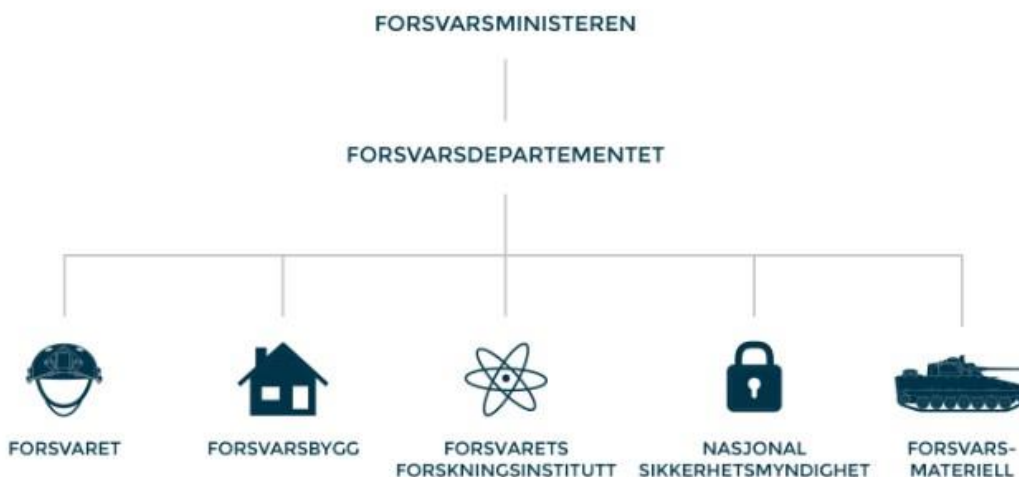 FORSVARSMINISTEREN
FORSVARSDEPARTEMENTET
FORSVARET
FORSVARSBYGG
FORSVARETS
FORSKNINGSINSTITUTT
NASJONAL
SIKKERHETSMYNDIGHET
FORSVARS-
MATERIELL